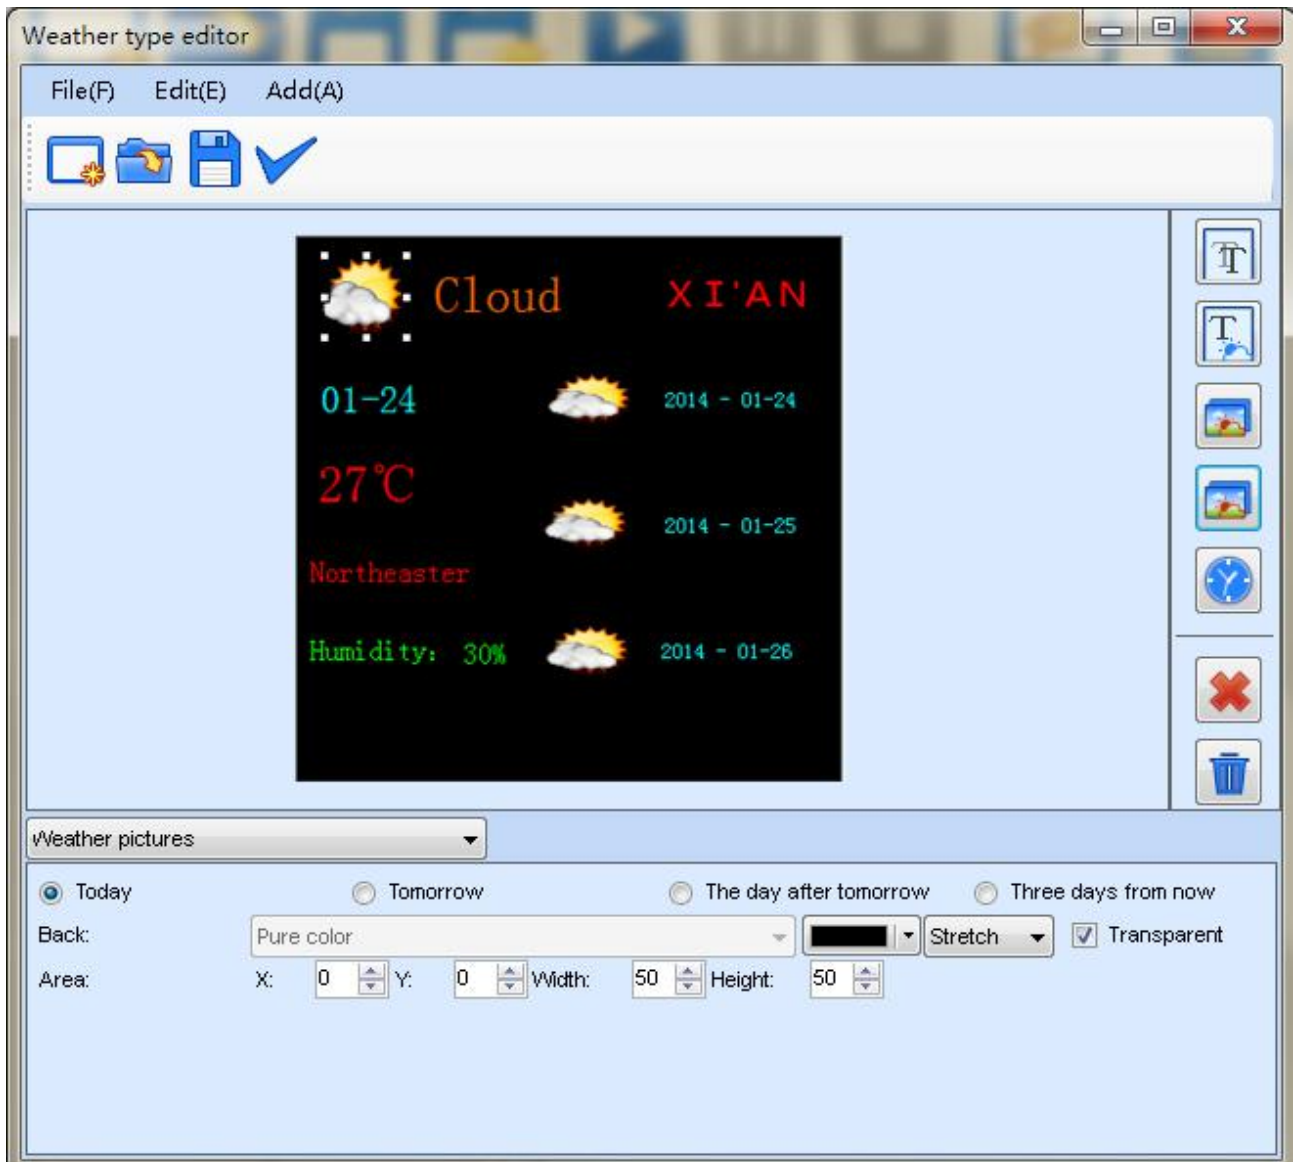 Weather type editor
File(F) Edit(E) Add(A)
Cloud XI'AN
01-24 2014 - 01-24
27℃
2014 - 01-25
Northeaster
Humidity: 30% 2014 - 01-26
Weather pictures
Today Tomorrow The day after tomorrow Three days from now
Back: Pure color Stretch Transparent
Area: X: 0 Y: 0 Width: 50 Height: 50